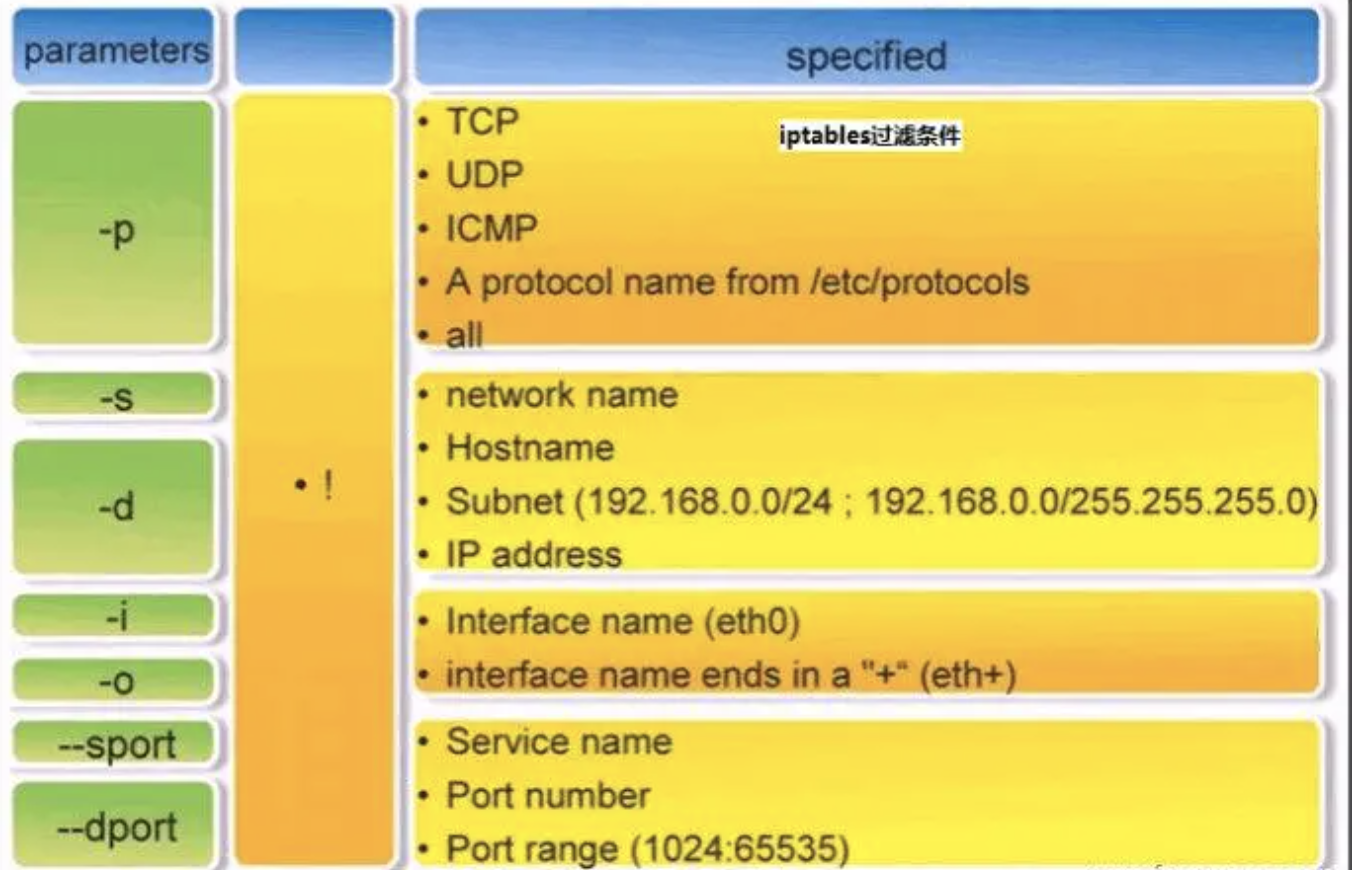 parameters
specified
-p
• TCP
iptables过滤条件
• UDP
• ICMP
• A protocol name from /etc/protocols
• all
-s
-d
• !
• network name
• Hostname
• Subnet (192.168.0.0/24 ; 192.168.0.0/255.255.255.0)
• IP address
-i
-o
• Interface name (eth0)
• interface name ends in a "+“ (eth+)
--sport
--dport
• Service name
• Port number
• Port range (1024:65535)